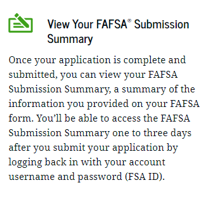 View Your FAFSA® Submission
Summary
Once your application is complete and
submitted, you can view your FAFSA
Submission Summary, a summary of the
information you provided on your FAFSA
form. You'll be able to access the FAFSA
Submission Summary one to three days
after you submit your application by
logging back in with your account
username and password (FSA ID).